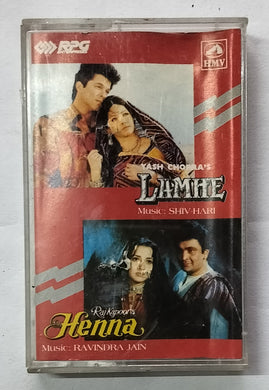 RPG
HMV
YASH CHOPRA'S
LAMHE
Music: SHIV-HARI
Raj Kapoor's
Henna
Music: RAVINDRA JAIN